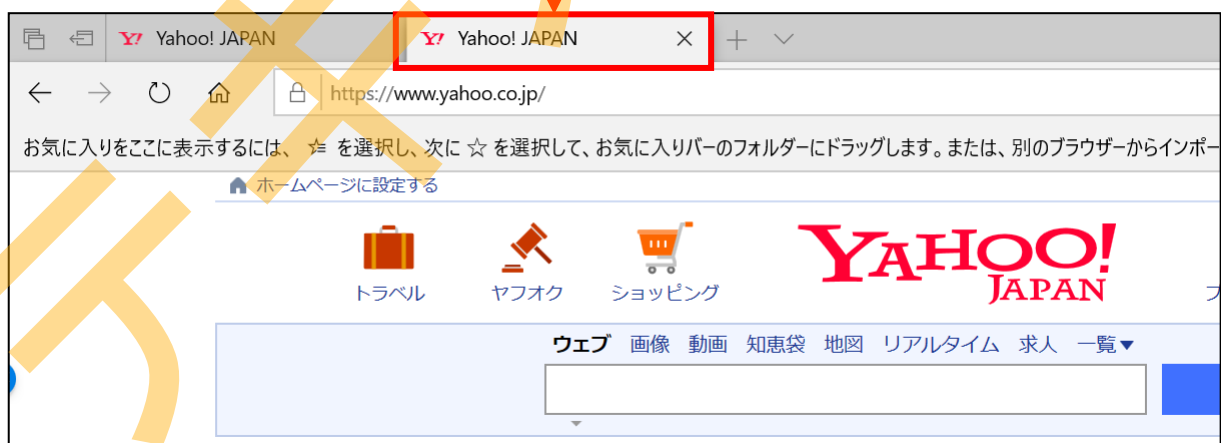 Yahoo! JAPAN
Yahoo! JAPAN
https://www.yahoo.co.jp/
お気に入りをここに表示するには、 を選択し、次に ☆ を選択して、お気に入りバーのフォルダーにドラッグします。または、別のブラウザーからインポー
ホームページに設定する
トラベル ヤフオク ショッピング
YAHOO!
JAPAN
ウェブ 画像 動画 知恵袋 地図 リアルタイム 求人 一覧▼